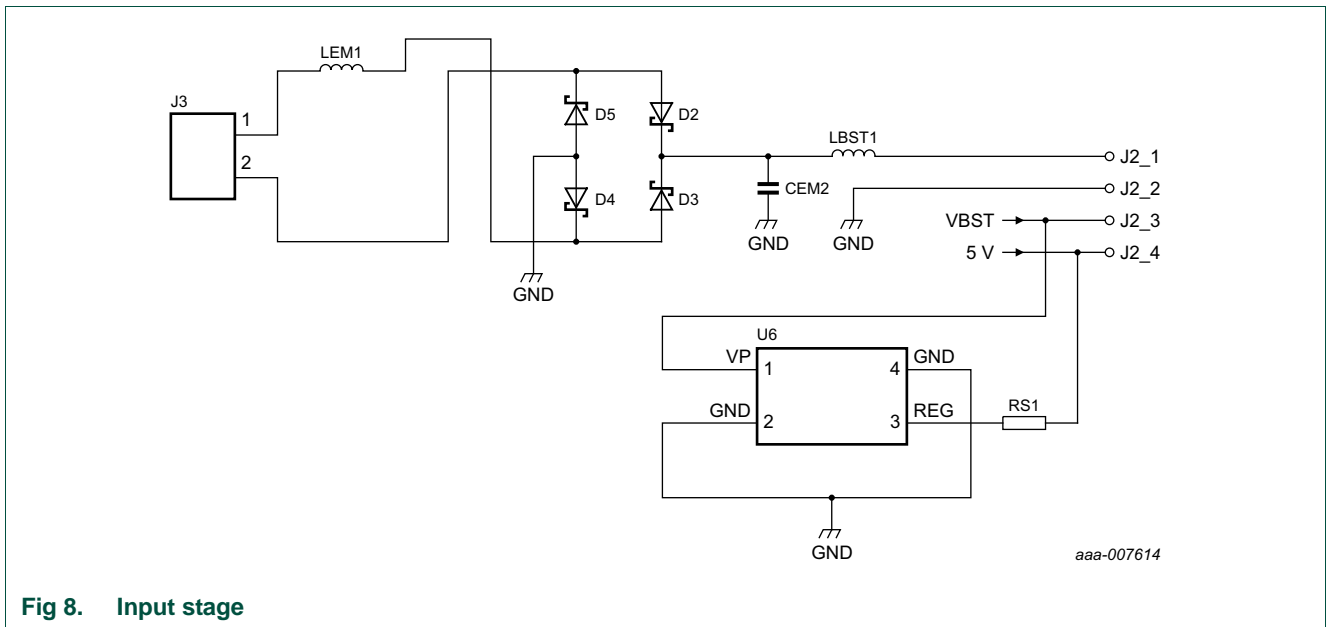 LEM1
J3
1
2
D5
D2
D4
D3
LBST1
CEM2
GND
GND
GND
J2_1
J2_2
VBST
J2_3
5 V
J2_4
U6
VP
1
4
GND
GND
2
3
REG
RS1
GND
aaa-007614
Fig 8. Input stage